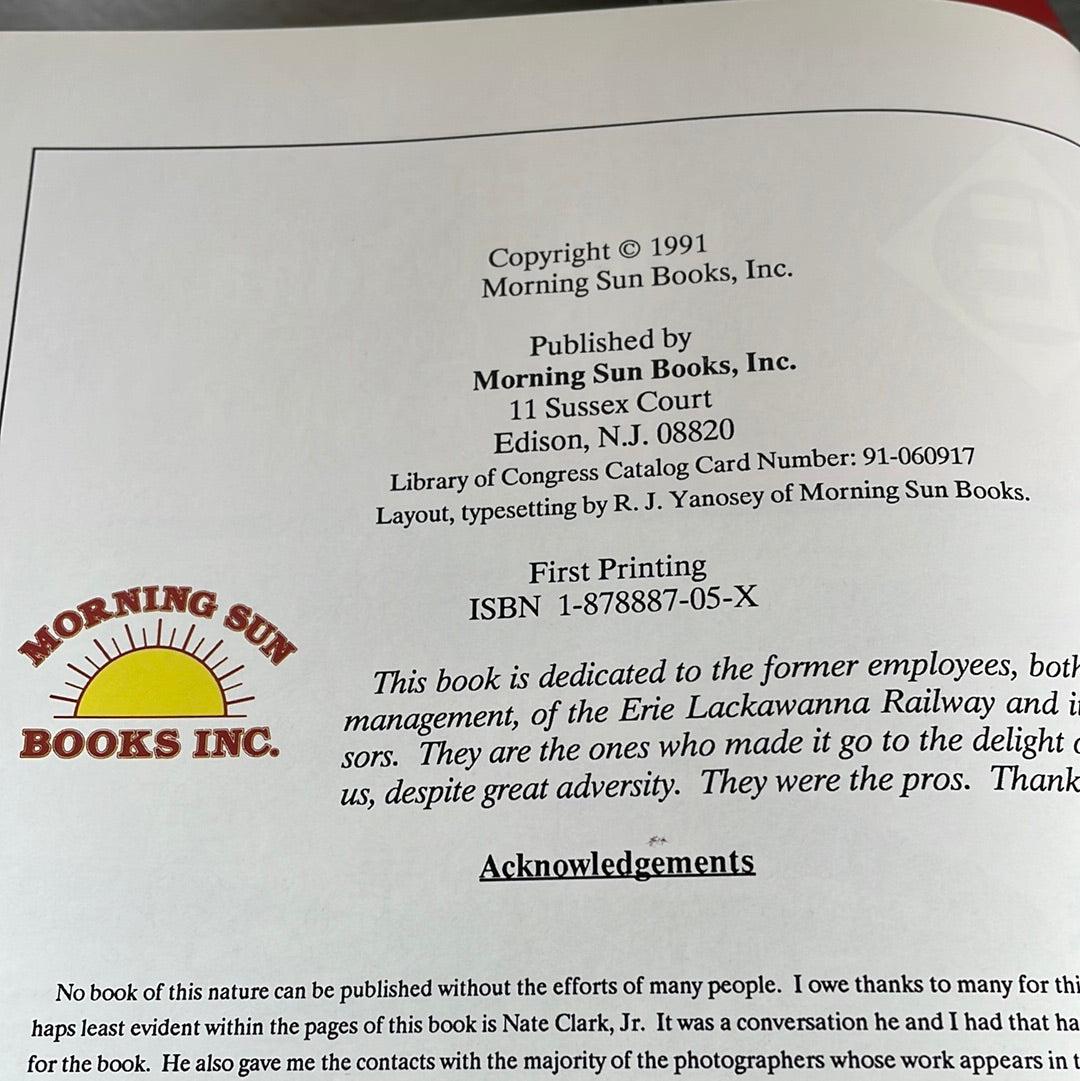 Copyright © 1991
Morning Sun Books, Inc.
Published by
Morning Sun Books, Inc.
11 Sussex Court
Edison, N.J. 08820
Library of Congress Catalog Card Number: 91-060917
Layout, typesetting by R. J. Yanosey of Morning Sun Books.
First Printing
ISBN 1-878887-05-X
MORNING SUN
BOOKS INC.
This book is dedicated to the former employees, both
management, of the Erie Lackawanna Railway and
sors. They are the ones who made it go to the delight
us, despite great adversity. They were the pros. Thank
Acknowledgements
No book of this nature can be published without the efforts of many people. I owe thanks to many for
haps least evident within the pages of this book is Nate Clark, Jr. It was a conversation he and I had that
for the book. He also gave me the contacts with the majority of the photographers whose work appears in